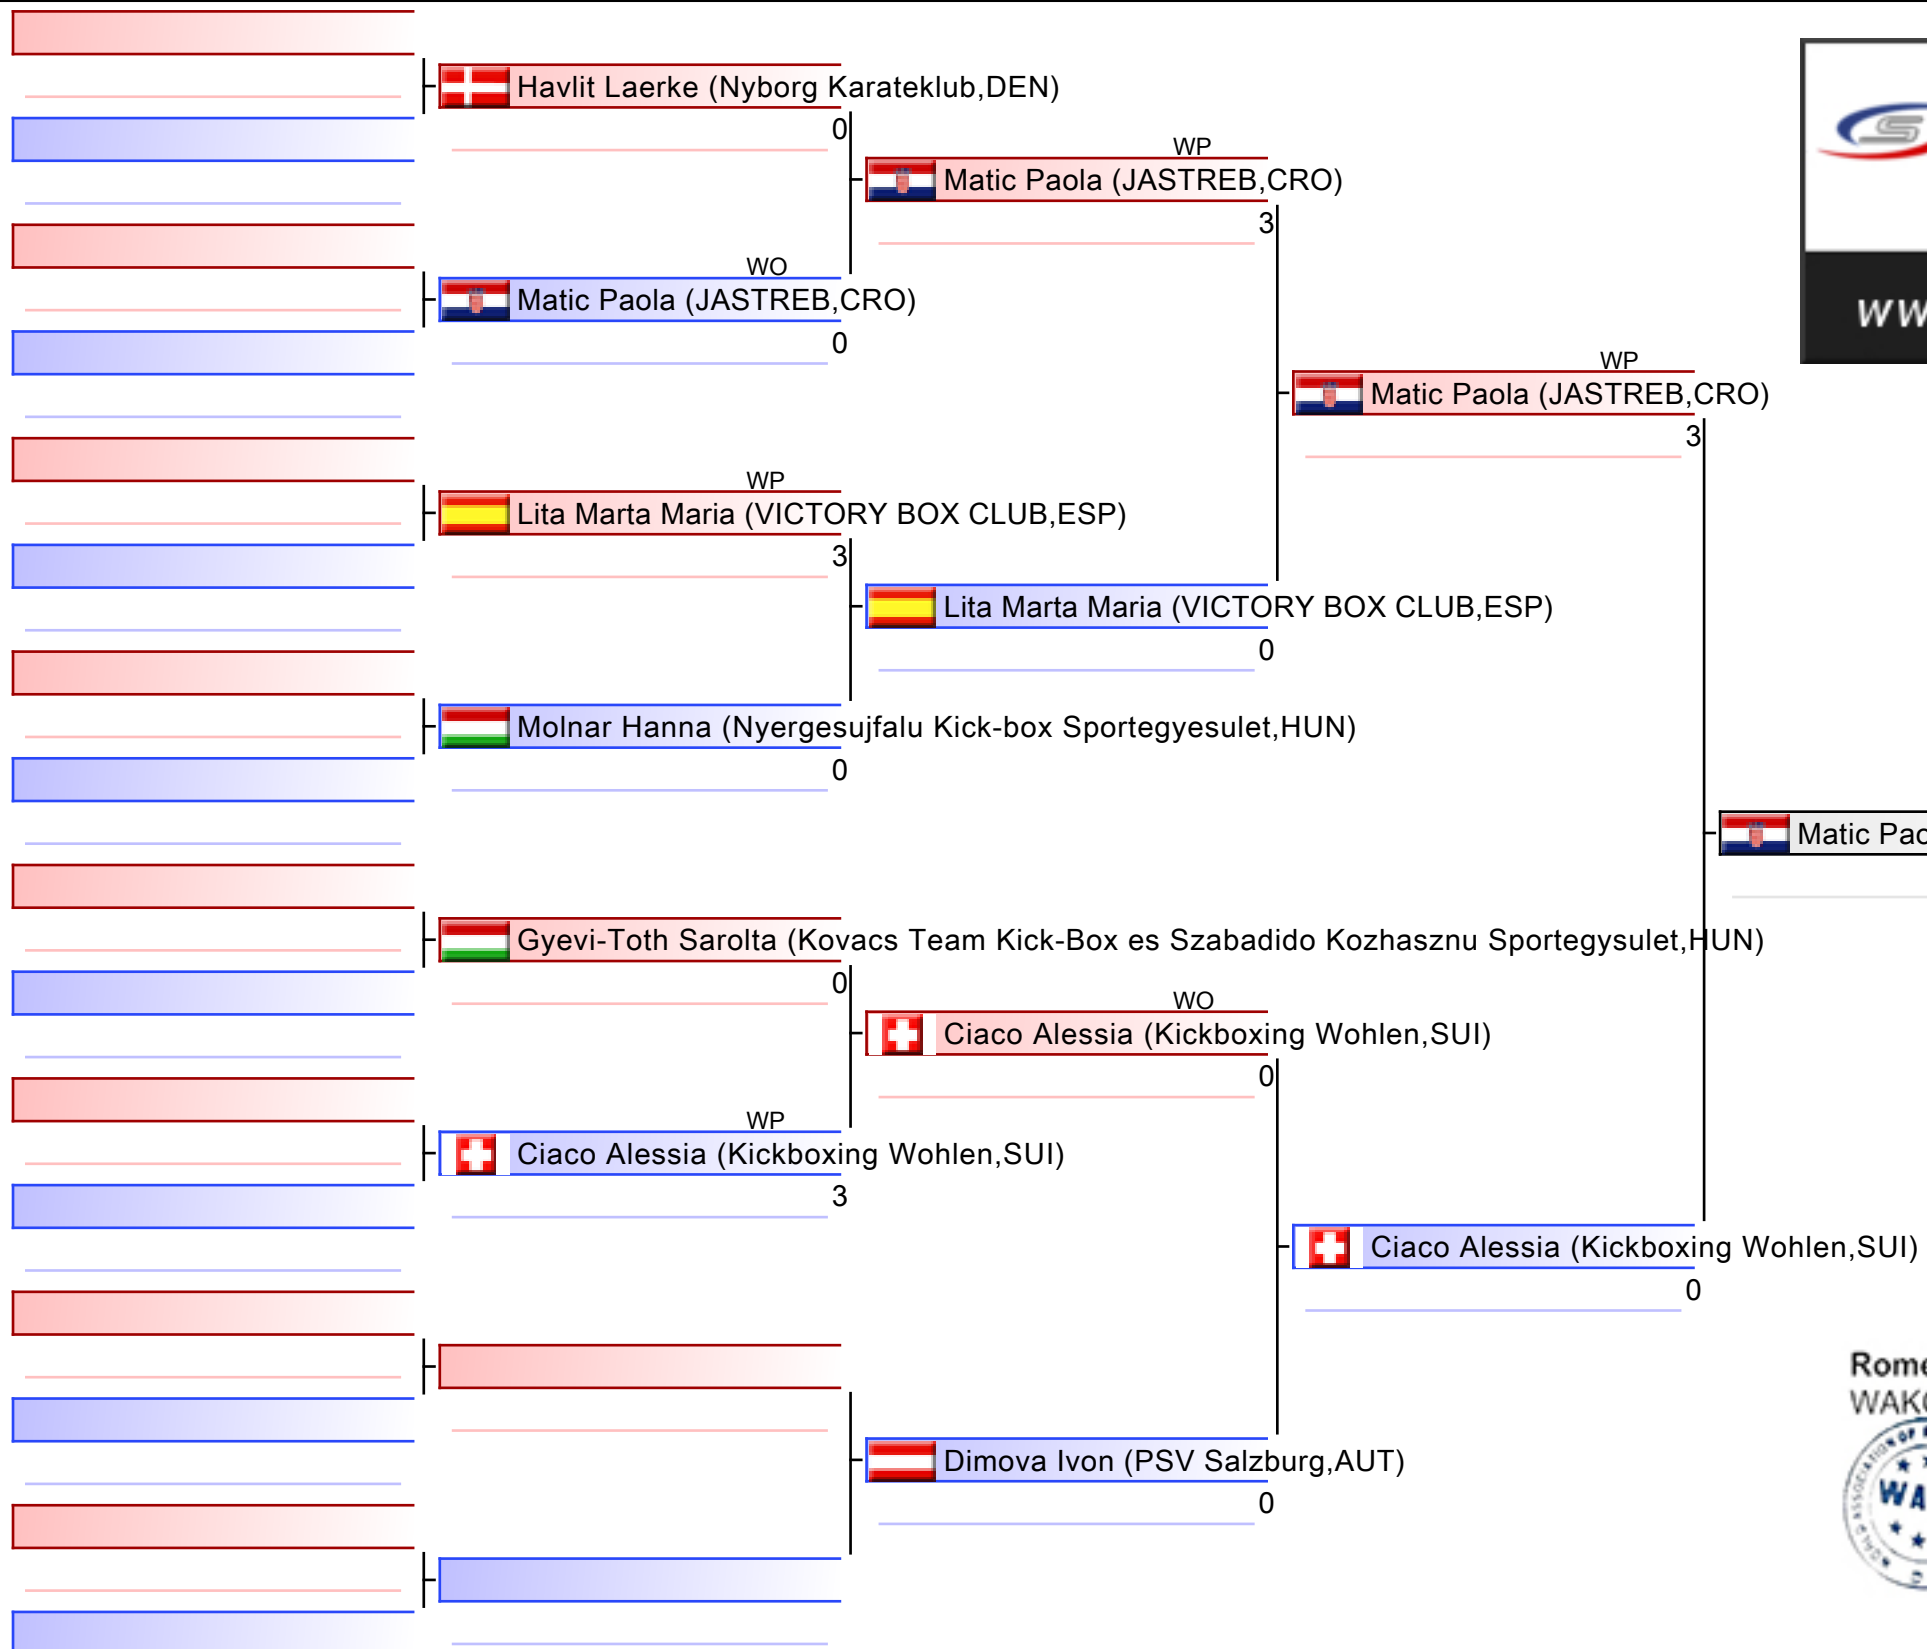 Havlit Laerke (Nyborg Karateklub,DEN)
0
WP
Matic Paola (JASTREB,CRO)
3
WO
Matic Paola (JASTREB,CRO)
0
WP
Matic Paola (JASTREB,CRO)
3
WP
Lita Marta Maria (VICTORY BOX CLUB,ESP)
3
Lita Marta Maria (VICTORY BOX CLUB,ESP)
0
Molnar Hanna (Nyergesujfalu Kick-box Sportegyesulet,HUN)
0
Matic
Gyevi-Toth Sarolta (Kovacs Team Kick-Box es Szabadido Kozhasznu Sportegysulet,HUN)
0
WO
Ciaco Alessia (Kickboxing Wohlen,SUI)
0
WP
Ciaco Alessia (Kickboxing Wohlen,SUI)
3
Ciaco Alessia (Kickboxing Wohlen,SUI)
0
Dimova Ivon (PSV Salzburg,AUT)
0